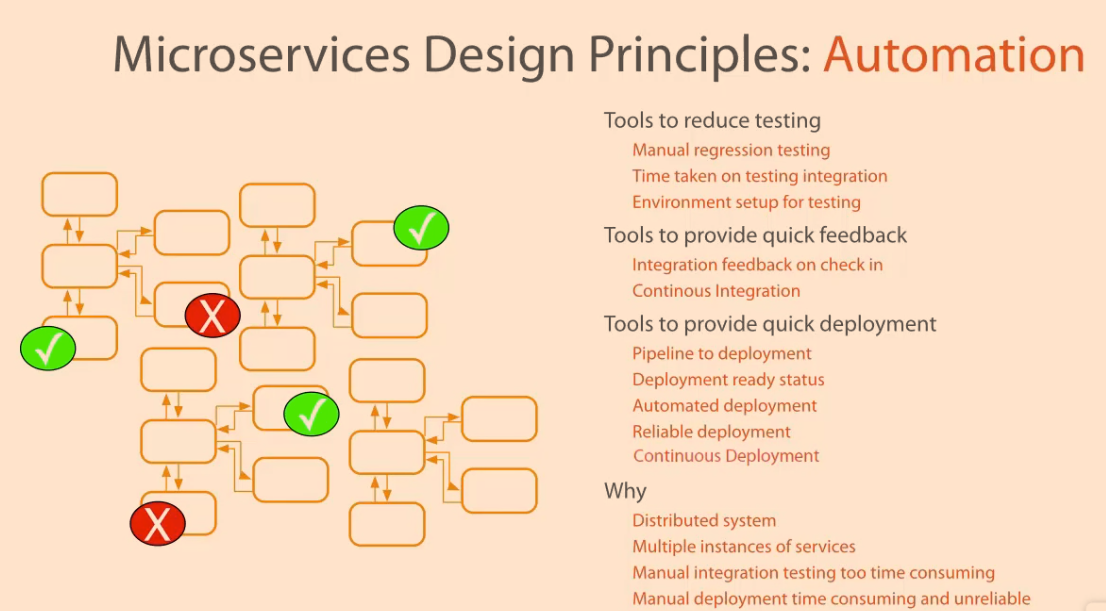 Microservices Design Principles: Automation
Tools to reduce testing
Manual regression testing
Time taken on testing integration
Environment setup for testing
Tools to provide quick feedback
Integration feedback on check in
Continous Integration
Tools to provide quick deployment
Pipeline to deployment
Deployment ready status
Automated deployment
Reliable deployment
Continuous Deployment
Why
Distributed system
Multiple instances of services
Manual integration testing too time consuming
Manual deployment time consuming and unreliable
X
X